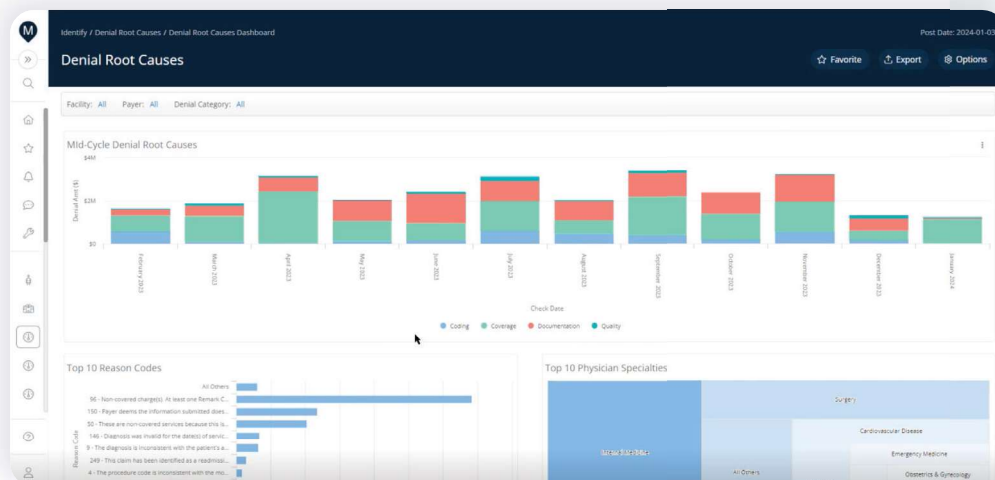 M
Identify / Denial Root Causes / Denial Root Causes Dashboard
Post Date: 2024-01-03
Denial Root Causes
Favorite
Export
Options
Facility: All Payer: All Denial Category: All
Mid-Cycle Denial Root Causes
$4M
$2M
$0
Denial Amt ($)
February 2023
March 2023
April 2023
May 2023
June 2023
July 2023
August 2023
September 2023
October 2023
November 2023
December 2023
January 2024
Check Date
Coding
Coverage
Documentation
Quality
Top 10 Reason Codes
Reason Code
All Others
96 - Non-covered charge(s). At least one Remark C...
150 - Payer deems the information submitted does...
50 - These are non-covered services because this is...
146 - Diagnosis was invalid for the date(s) of servic...
9 - The diagnosis is inconsistent with the patient's a...
249 - This claim has been identified as a readmissi...
4 - The procedure code is inconsistent with the mo...
Top 10 Physician Specialties
Internal Medicine
Surgery
Cardiovascular Disease
Emergency Medicine
All Others
Obstetrics & Gynecology